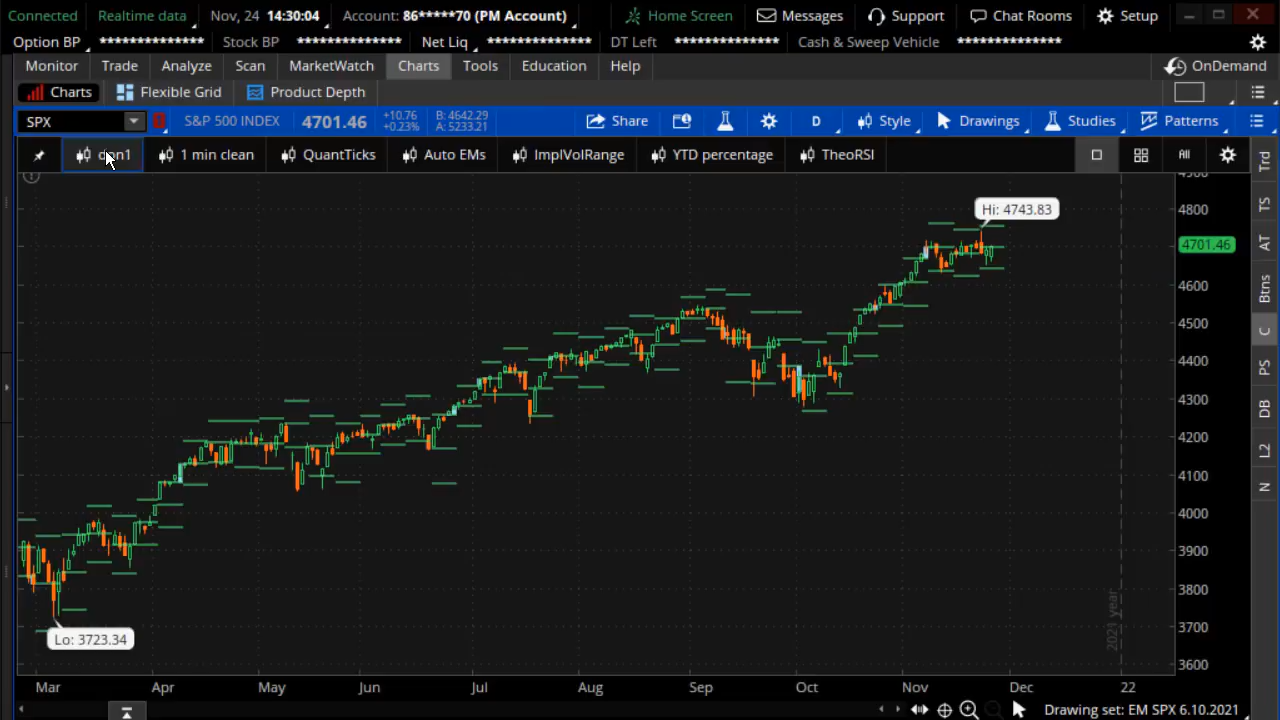 Connected Realtime data Nov, 24 14:30:04 Account: 86*****70 (PM Account) Home Screen Messages Support Chat Rooms Setup
Option BP ************** Stock BP ************** Net Liq ************** DT Left ************** Cash & Sweep Vehicle **************
Monitor Trade Analyze Scan MarketWatch Charts Tools Education Help OnDemand
Charts Flexible Grid Product Depth
SPX S&P 500 INDEX 4701.46 +10.76 B: 4642.29 Share D Style Drawings Studies Patterns
+0.23% A: 5233.21
1 min clean QuantTicks Auto EMs ImplVolRange YTD percentage TheoRSI All
Trd
TS
AT
Btns
C
PS
DB
L2
N
Hi: 4743.83
4800
4701.46
4600
4500
4400
4300
4200
4100
4000
3900
3800
3700
3600
Lo: 3723.34
2021 year
Mar Apr May Jun Jul Aug Sep Oct Nov Dec 22
Drawing set: EM SPX 6.10.2021